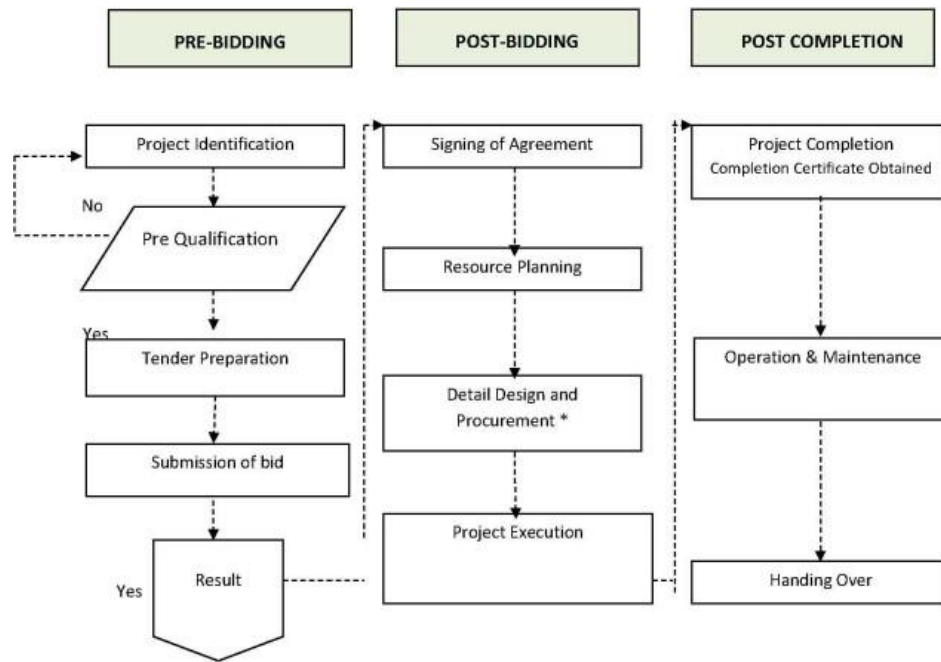 PRE-BIDDING
POST-BIDDING
POST COMPLETION
Project Identification
No
Pre Qualification
Yes
Tender Preparation
Submission of bid
Result
Yes
Signing of Agreement
Resource Planning
Detail Design and
Procurement *
Project Execution
Project Completion
Completion Certificate Obtained
Operation & Maintenance
Handing Over